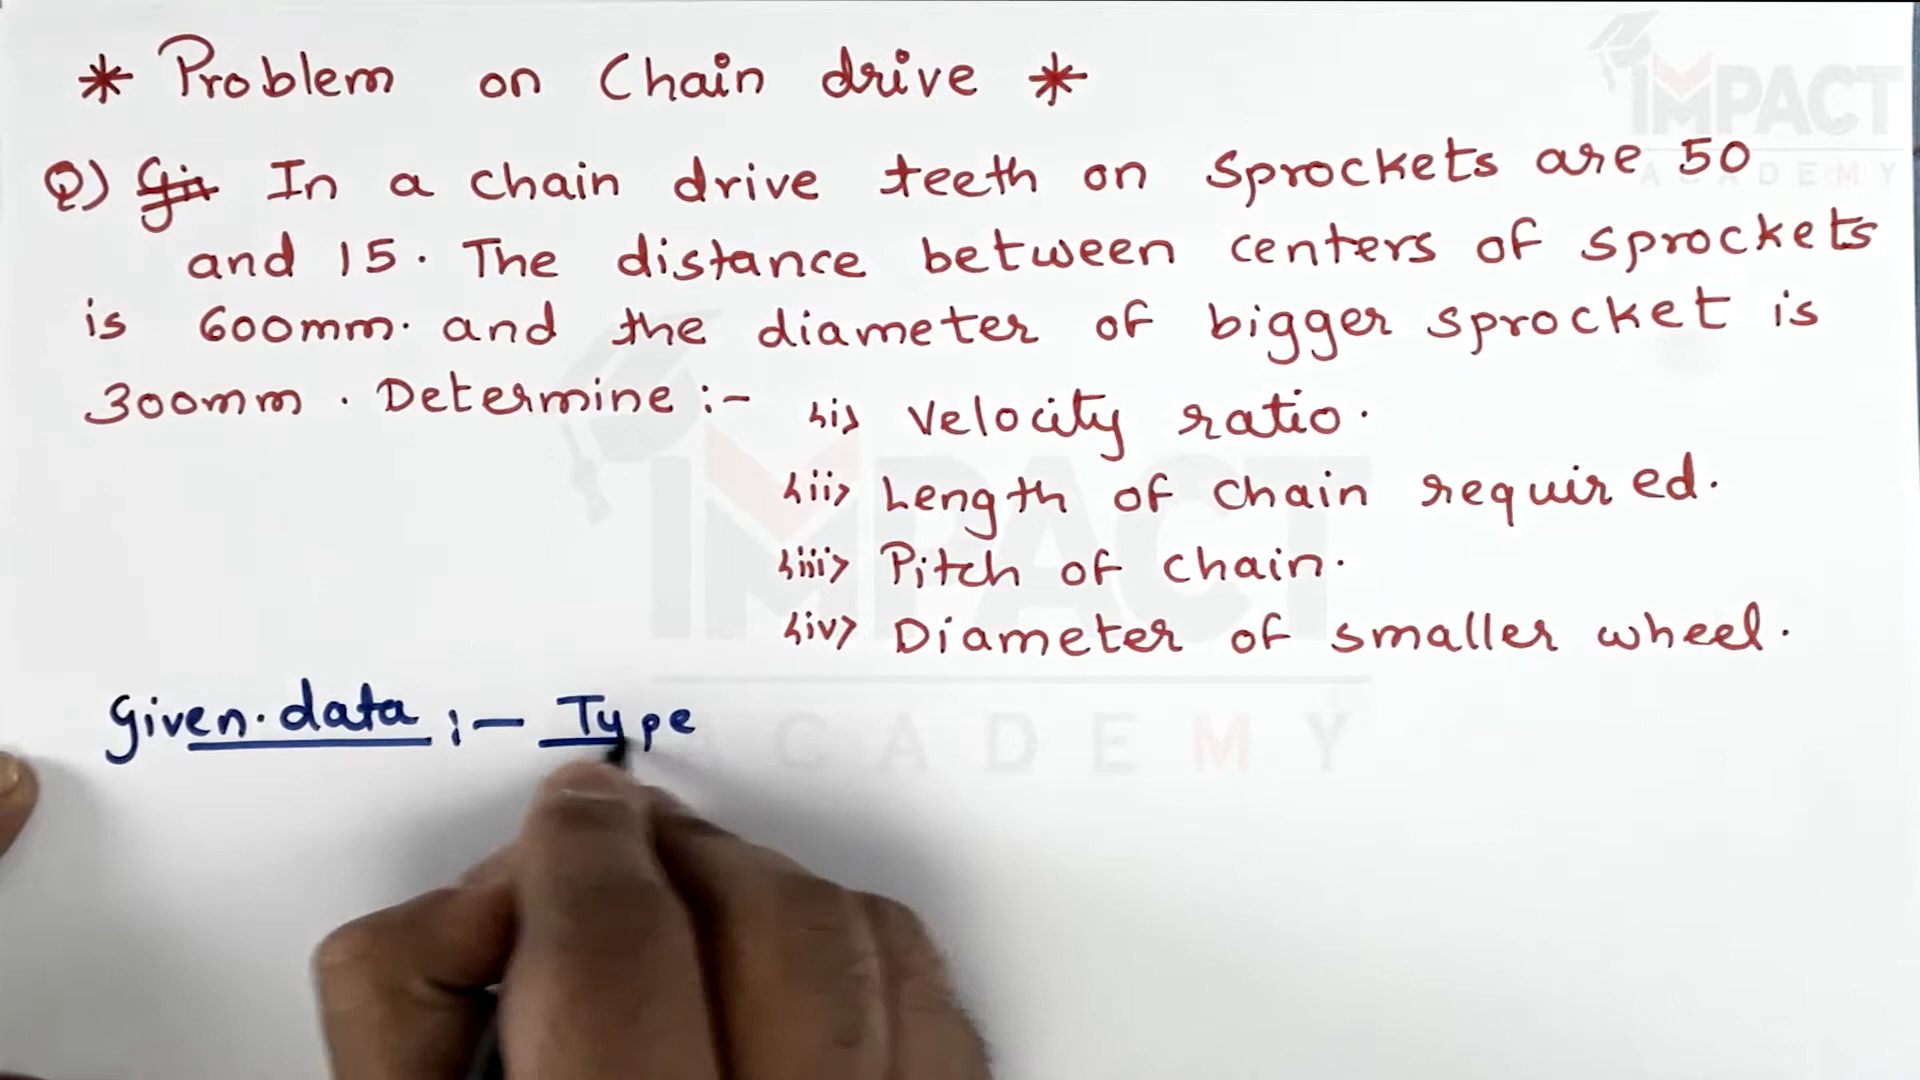 * Problem on Chain drive *
Q) In a chain drive teeth on sprockets are 50
and 15. The distance between centers of sprockets
is 600mm. and the diameter of bigger sprocket is
300mm. Determine :- <i> Velocity ratio.
<ii> Length of chain required.
<iii> Pitch of chain.
<iv> Diameter of smaller wheel.
Given data :- Type
IMPACT
ACADEMY
IMPACT
ACADEMY